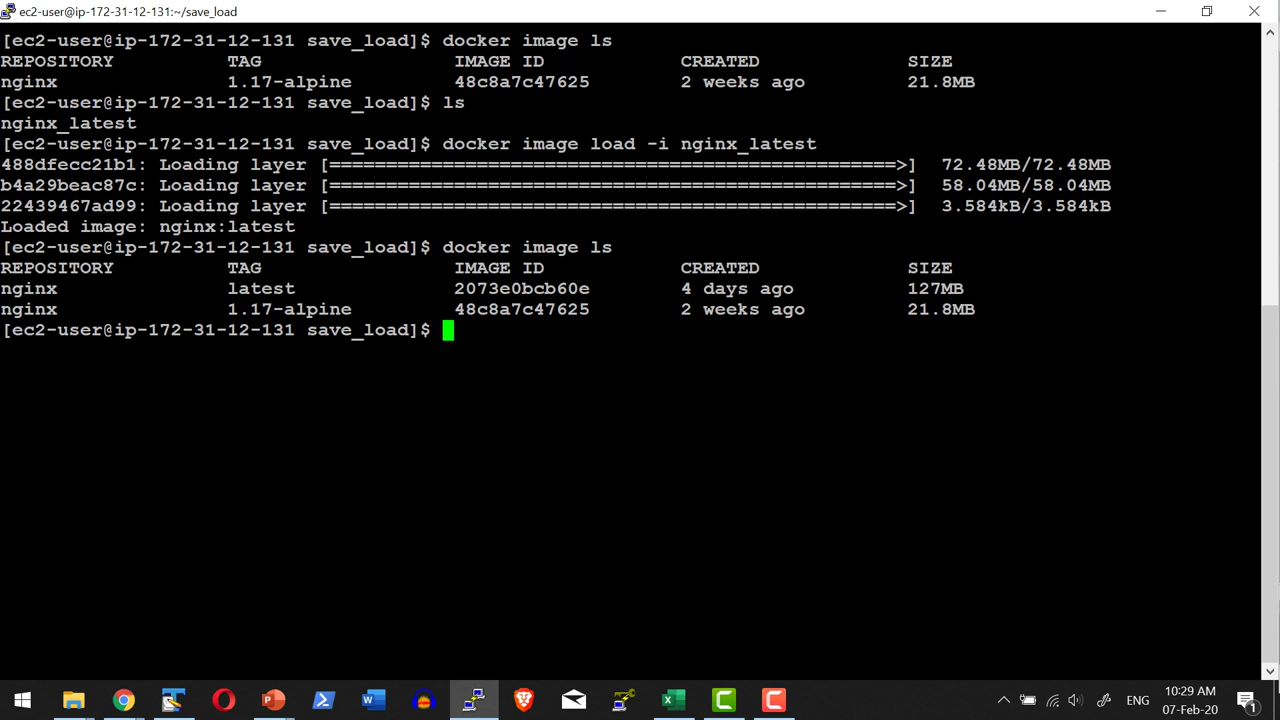 ec2-user@ip-172-31-12-131:~/save_load
[ec2-user@ip-172-31-12-131 save_load]$ docker image ls
REPOSITORY TAG IMAGE ID CREATED SIZE
nginx 1.17-alpine 48c8a7c47625 2 weeks ago 21.8MB
[ec2-user@ip-172-31-12-131 save_load]$ ls
nginx_latest
[ec2-user@ip-172-31-12-131 save_load]$ docker image load -i nginx_latest
488dfecc21b1: Loading layer [==================================================>] 72.48MB/72.48MB
b4a29beac87c: Loading layer [==================================================>] 58.04MB/58.04MB
22439467ad99: Loading layer [==================================================>] 3.584kB/3.584kB
Loaded image: nginx:latest
[ec2-user@ip-172-31-12-131 save_load]$ docker image ls
REPOSITORY TAG IMAGE ID CREATED SIZE
nginx latest 2073e0bcb60e 4 days ago 127MB
nginx 1.17-alpine 48c8a7c47625 2 weeks ago 21.8MB
[ec2-user@ip-172-31-12-131 save_load]$
ENG
10:29 AM
07-Feb-20
1